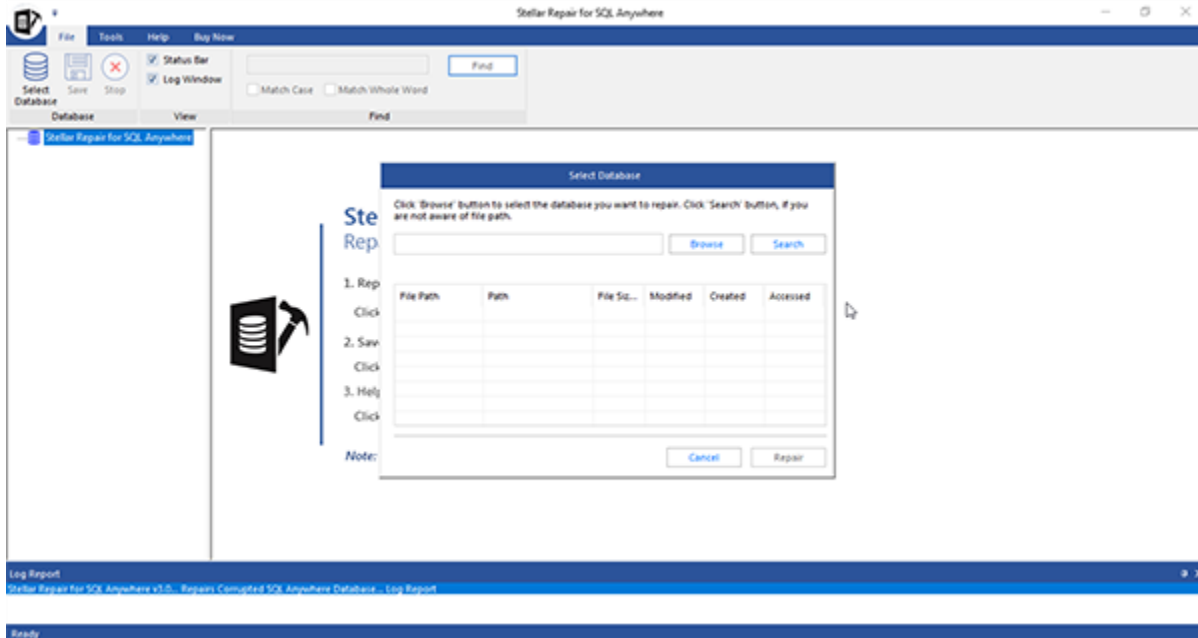 Stellar Repair for SQL Anywhere
File Tools Help Buy Now
Select Database
Save
Stop
Status Bar
Log Window
Find
Match Case Match Whole Word
Database View Find
Stellar Repair for SQL Anywhere
Select Database
Click 'Browse' button to select the database you want to repair. Click 'Search' button, if you
are not aware of file path.
Browse Search
File Path Path File Siz... Modified Created Accessed
Cancel Repair
Ste
Rep
1. Rep
Click
2. Sav
Click
3. Help
Click
Note:
Log Report
Stellar Repair for SQL Anywhere v3.0... Repairs Corrupted SQL Anywhere Database... Log Report
Ready